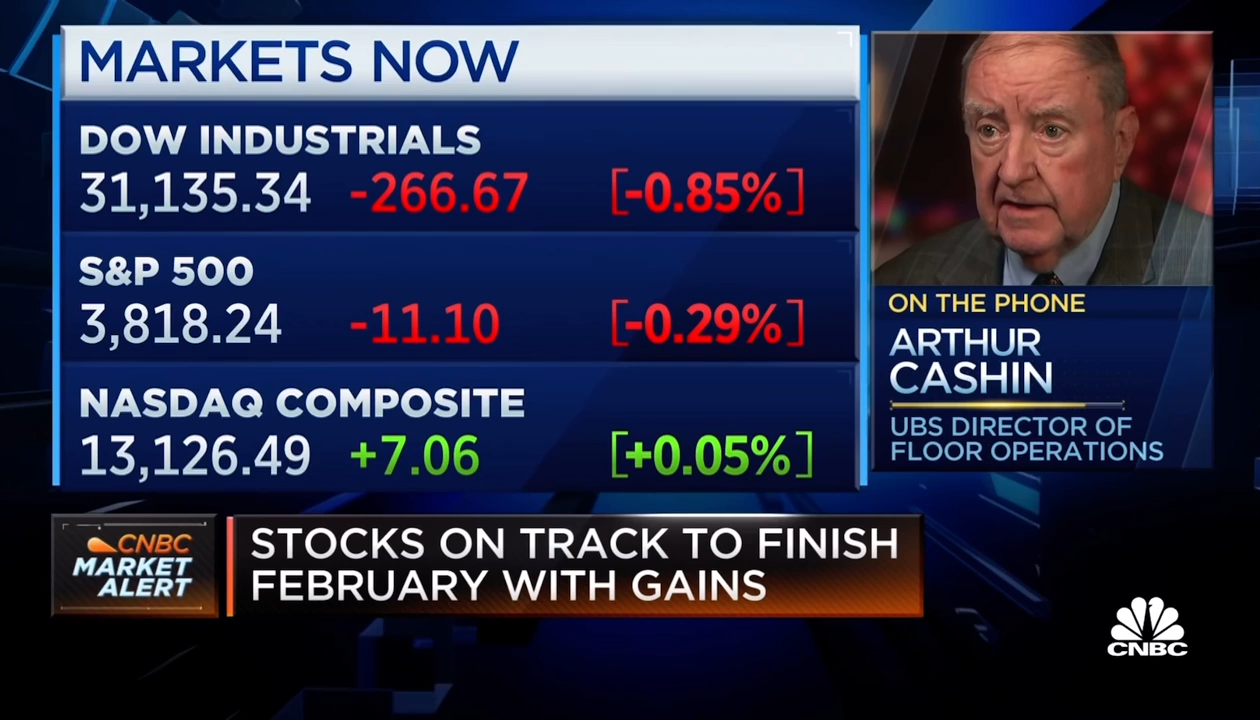 MARKETS NOW
DOW INDUSTRIALS
31,135.34 -266.67 [-0.85%]
S&P 500
3,818.24 -11.10 [-0.29%]
NASDAQ COMPOSITE
13,126.49 +7.06 [+0.05%]
ON THE PHONE
ARTHUR
CASHIN
UBS DIRECTOR OF
FLOOR OPERATIONS
CNBC
MARKET
ALERT
STOCKS ON TRACK TO FINISH
FEBRUARY WITH GAINS
CNBC